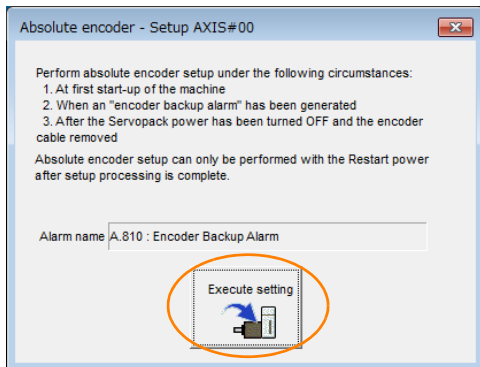 Absolute encoder - Setup AXIS#00
Perform absolute encoder setup under the following circumstances:
1. At first start-up of the machine
2. When an "encoder backup alarm" has been generated
3. After the Servopack power has been turned OFF and the encoder
cable removed
Absolute encoder setup can only be performed with the Restart power
after setup processing is complete.
Alarm name A.810 : Encoder Backup Alarm
Execute setting